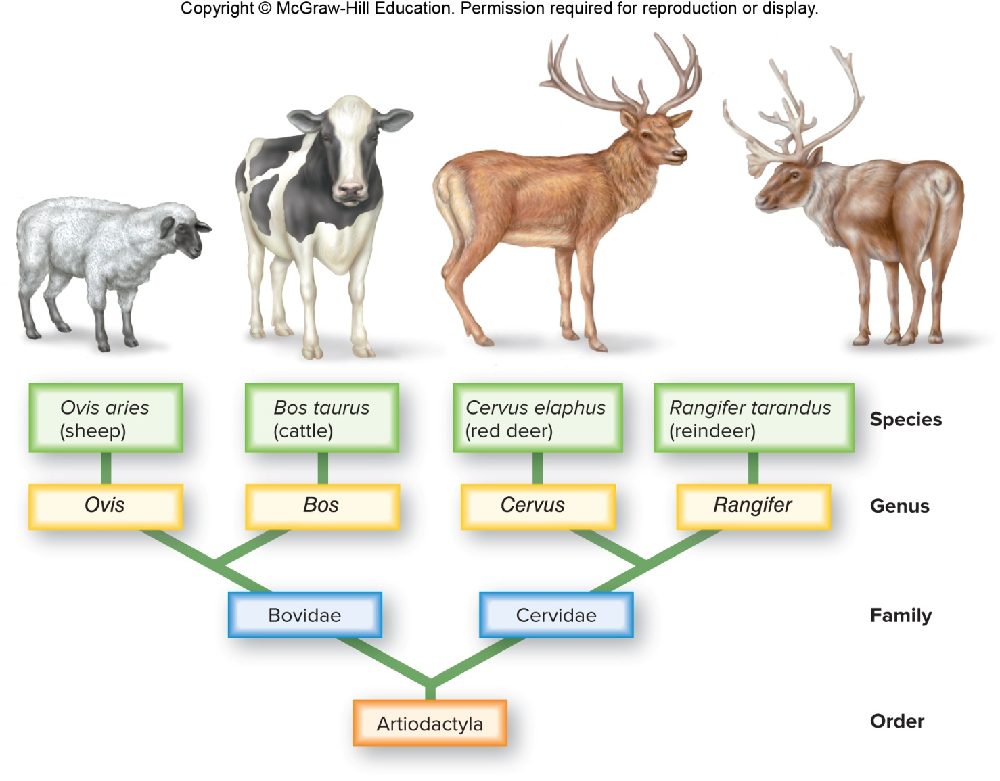 Copyright © McGraw-Hill Education. Permission required for reproduction or display.
Ovis aries
(sheep)
Bos taurus
(cattle)
Cervus elaphus
(red deer)
Rangifer tarandus
(reindeer)
Species
Ovis
Bos
Cervus
Rangifer
Genus
Bovidae
Cervidae
Family
Artiodactyla
Order